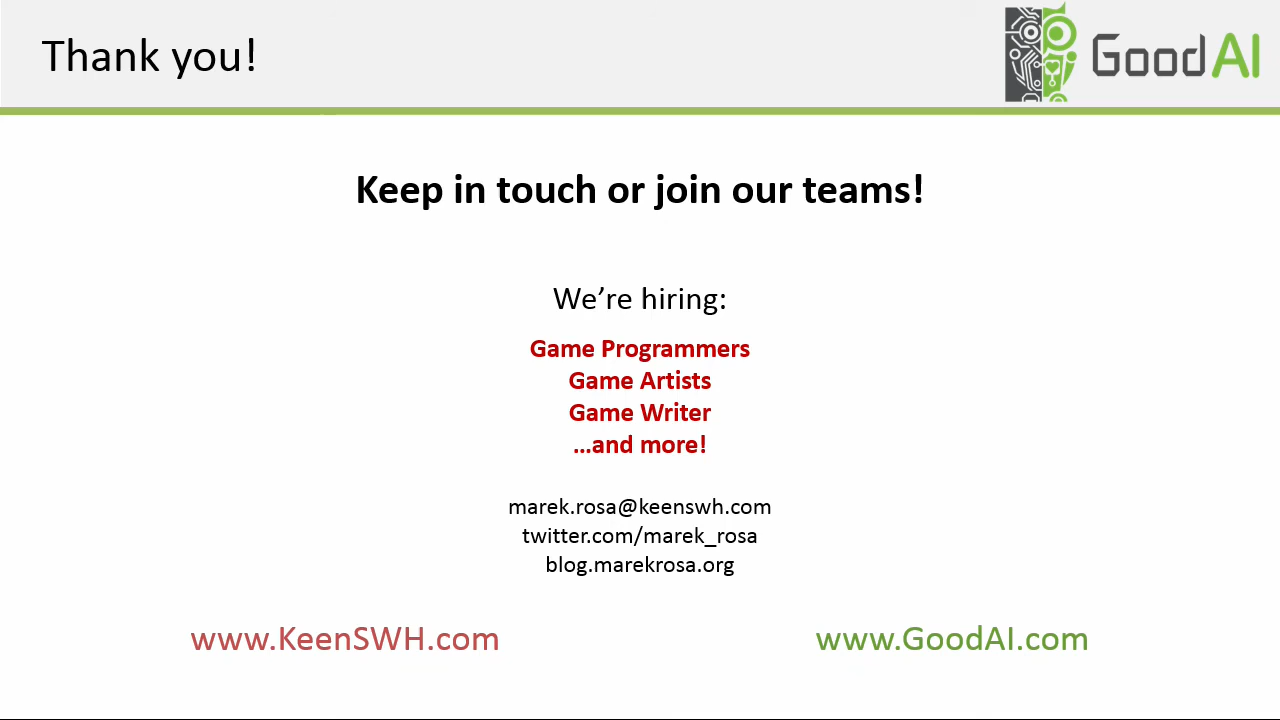 Thank you!
GoodAI
Keep in touch or join our teams!
We’re hiring:
Game Programmers
Game Artists
Game Writer
...and more!
marek.rosa@keenswh.com
twitter.com/marek_rosa
blog.marekrosa.org
www.KeenSWH.com
www.GoodAI.com